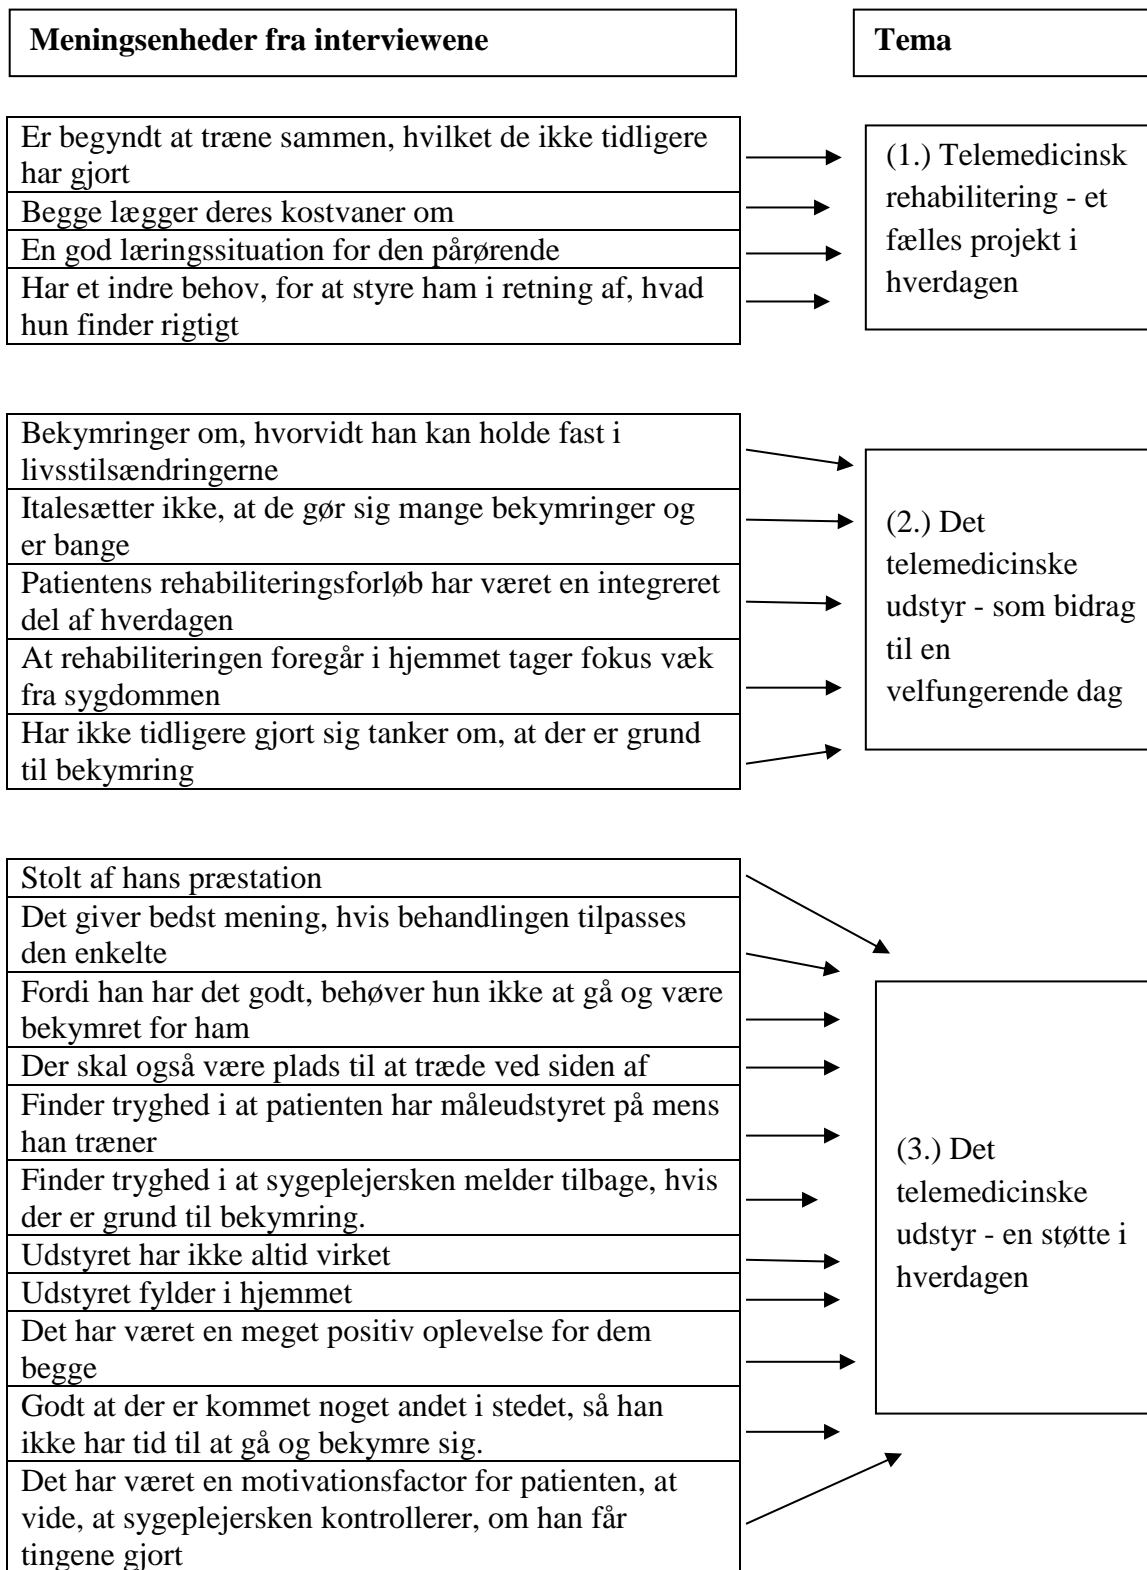 Meningsenheder fra interviewene
Tema
Er begyndt at træne sammen, hvilket de ikke tidligere
har gjort
Begge lægger deres kostvaner om
En god læringssituation for den pårørende
Har et indre behov, for at styre ham i retning af, hvad
hun finder rigtigt
(1.) Telemedicinsk
rehabilitering - et
fælles projekt i
hverdagen
Bekymringer om, hvorvidt han kan holde fast i
livsstilsændringerne
Italesætter ikke, at de gør sig mange bekymringer og
er bange
Patientens rehabiliteringsforløb har været en integreret
del af hverdagen
At rehabiliteringen foregår i hjemmet tager fokus væk
fra sygdommen
Har ikke tidligere gjort sig tanker om, at der er grund
til bekymring
(2.) Det
telemedicinske
udstyr - som bidrag
til en
velfungerende dag
Stolt af hans præstation
Det giver bedst mening, hvis behandlingen tilpasses
den enkelte
Fordi han har det godt, behøver hun ikke at gå og være
bekymret for ham
Der skal også være plads til at træde ved siden af
Finder tryghed i at patienten har måleudstyret på mens
han træner
Finder tryghed i at sygeplejersken melder tilbage, hvis
der er grund til bekymring.
Udstyret har ikke altid virket
Udstyret fylder i hjemmet
Det har været en meget positiv oplevelse for dem
begge
Godt at der er kommet noget andet i stedet, så han
ikke har tid til at gå og bekymre sig.
Det har været en motivationsfactor for patienten, at
vide, at sygeplejersken kontrollerer, om han får
tingene gjort
(3.) Det
telemedicinske
udstyr - en støtte i
hverdagen